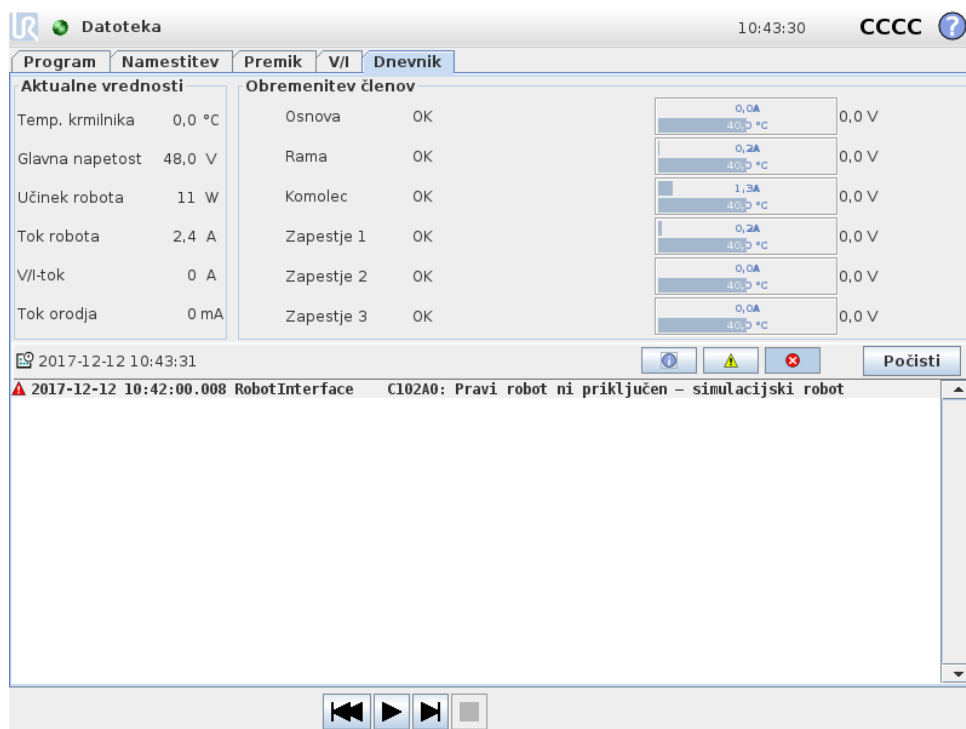 UR Datoteka 10:43:30 CCCC ?
Program Namestitev Premik V/I Dnevnik
Aktualne vrednosti
Temp. krmilnika 0,0 °C
Glavna napetost 48,0 V
Učinek robota 11 W
Tok robota 2,4 A
V/I-tok 0 A
Tok orodja 0 mA
Obremenitev členov
Osnova OK 0,0A 40,0 °C 0,0 V
Rama OK 0,2A 40,0 °C 0,0 V
Komolec OK 1,3A 40,0 °C 0,0 V
Zapestje 1 OK 0,2A 40,0 °C 0,0 V
Zapestje 2 OK 0,0A 40,0 °C 0,0 V
Zapestje 3 OK 0,0A 40,0 °C 0,0 V
2017-12-12 10:43:31 Počisti
2017-12-12 10:42:00.008 RobotInterface C102A0: Pravi robot ni priključen – simulacijski robot